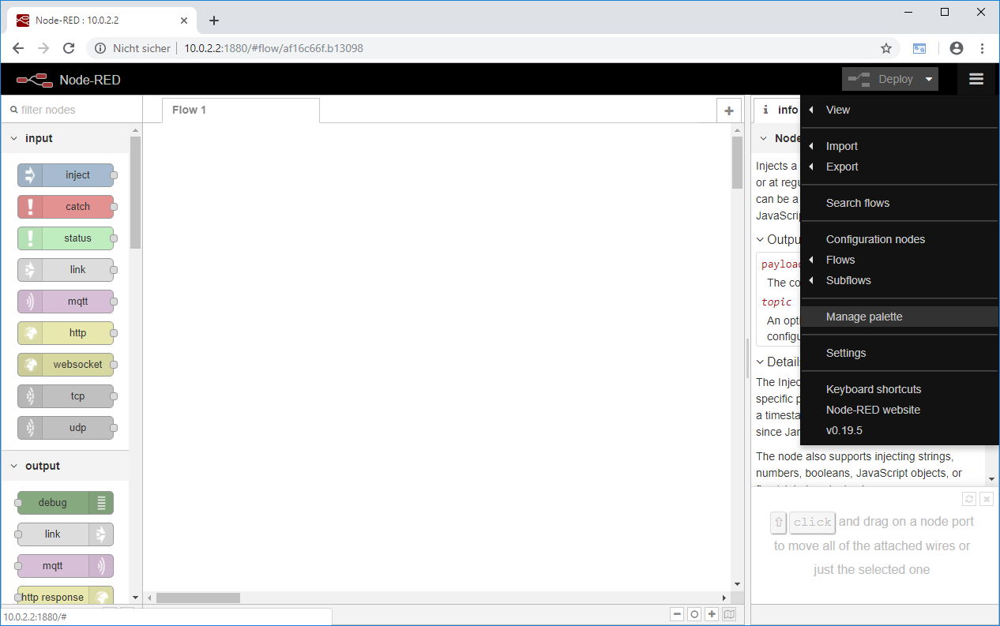 Node-RED : 10.0.2.2
Nicht sicher
10.0.2.2:1880/#flow/af16c66f.b13098
Node-RED
Deploy
filter nodes
Flow 1
info
input
inject
catch
status
link
mqtt
http
websocket
tcp
udp
output
debug
link
mqtt
http response
Node
Injects a
or at regu
can be a
JavaScrip
Outpu
payload
The co
topic
An opti
configu
Details
The Injec
specific p
a timesta
since Jan
The node also supports injecting strings,
numbers, booleans, JavaScript objects, or
View
Import
Export
Search flows
Configuration nodes
Flows
Subflows
Manage palette
Settings
Keyboard shortcuts
Node-RED website
v0.19.5
⇧ click and drag on a node port
to move all of the attached wires or
just the selected one
10.0.2.2:1880/#